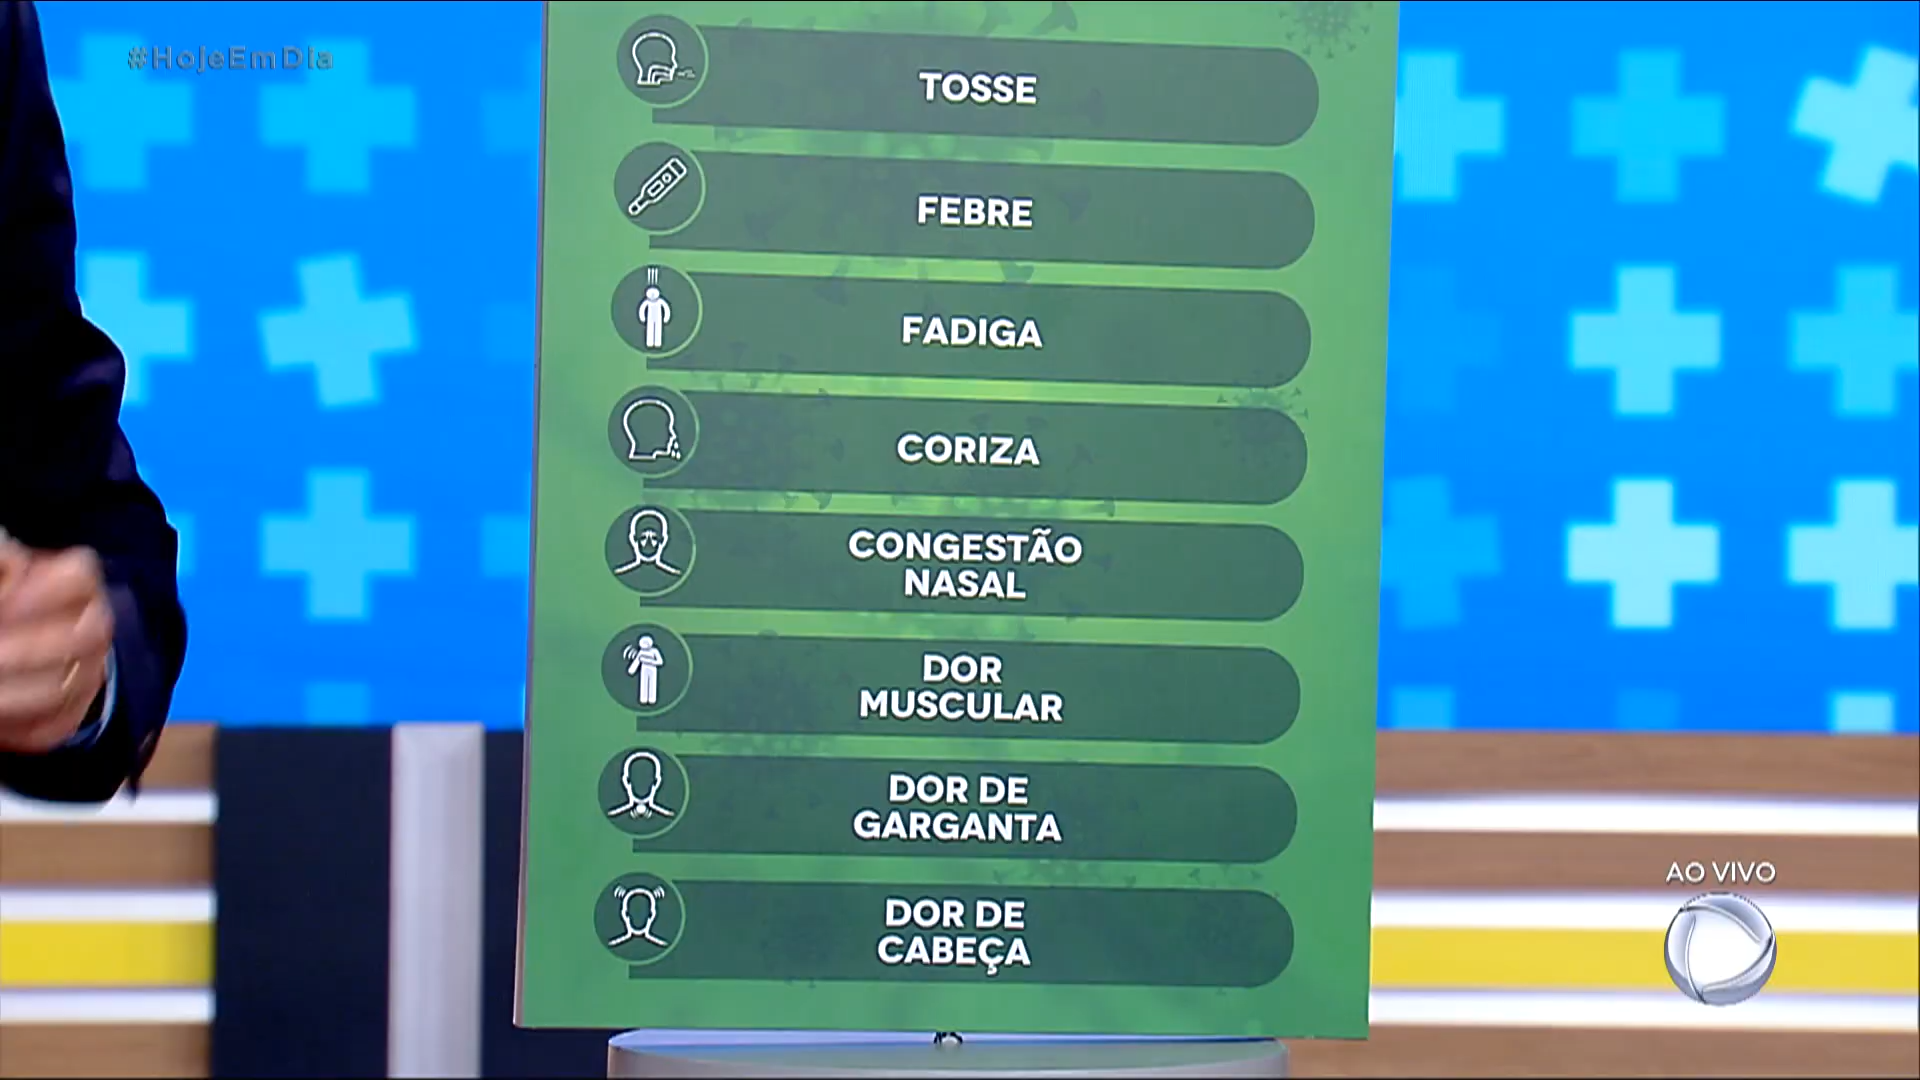 #HojeEmDia
TOSSE
FEBRE
FADIGA
CORIZA
CONGESTÃO
NASAL
DOR
MUSCULAR
DOR DE
GARGANTA
DOR DE
CABEÇA
AO VIVO